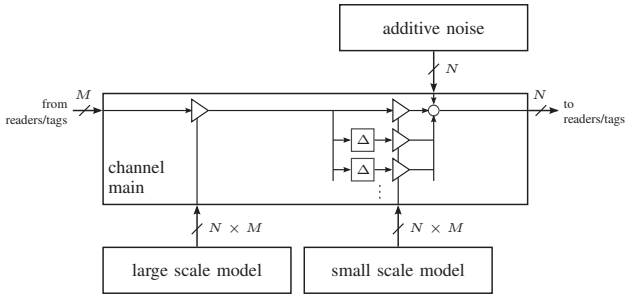 additive noise
N
M
N
from
readers/tags
to
readers/tags
Δ
channel
main
Δ
N × M
N × M
large scale model
small scale model